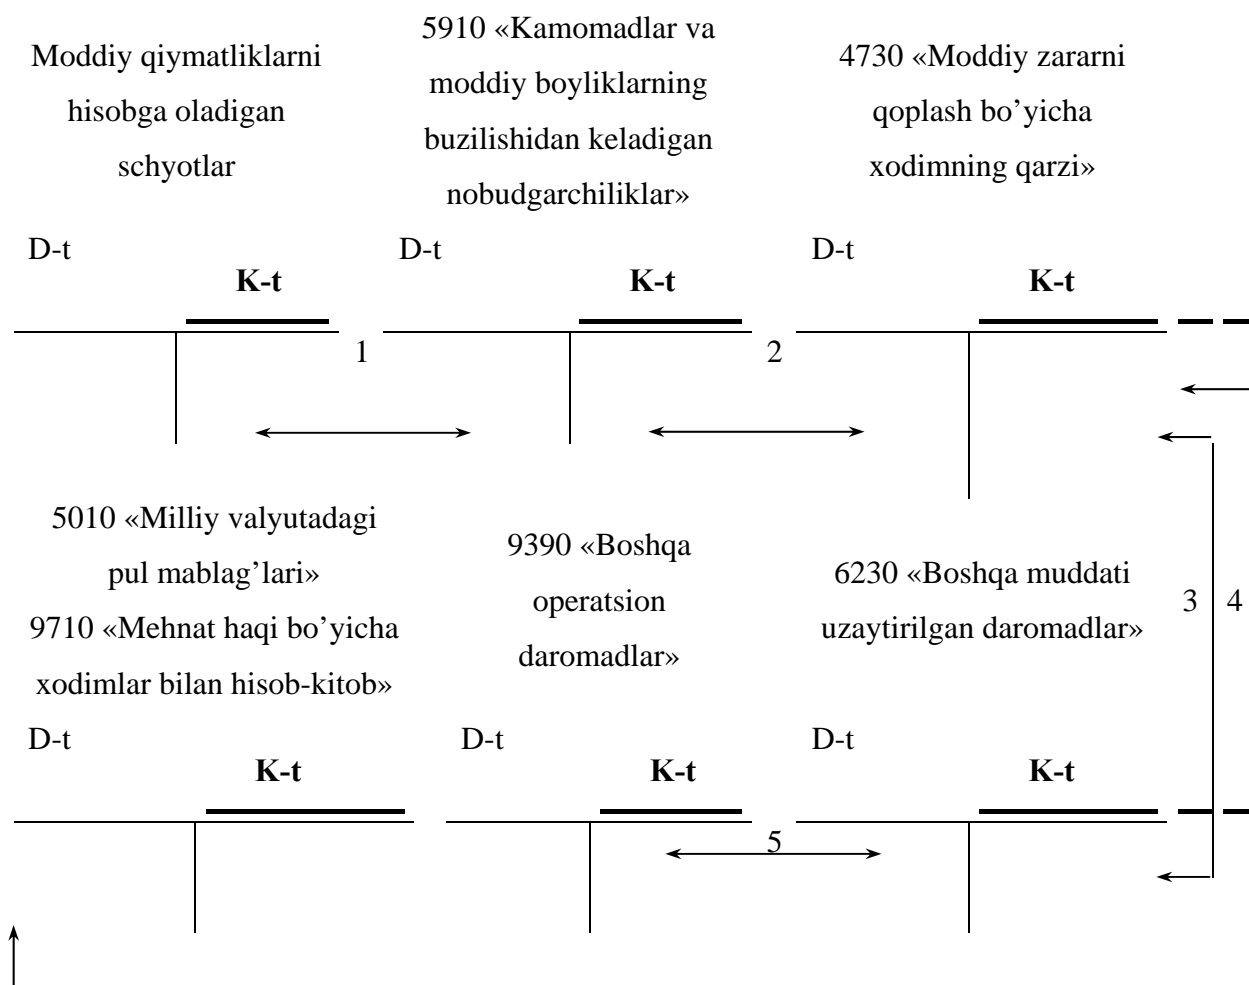 Moddiy qiymatliklarni
hisobga oladigan
schyotlar
5910 «Kamomadlar va
moddiy boyliklarning
buzilishidan keladigan
nobudgarchiliklar»
4730 «Moddiy zararni
qoplash bo’yicha
xodimning qarzi»
D-t
K-t
D-t
K-t
D-t
K-t
1
2
5010 «Milliy valyutadagi
pul mablag’lari»
9710 «Mehnat haqi bo’yicha
xodimlar bilan hisob-kitob»
9390 «Boshqa
operatsion
daromadlar»
6230 «Boshqa muddati
uzaytirilgan daromadlar»
3
4
D-t
K-t
D-t
K-t
D-t
K-t
5